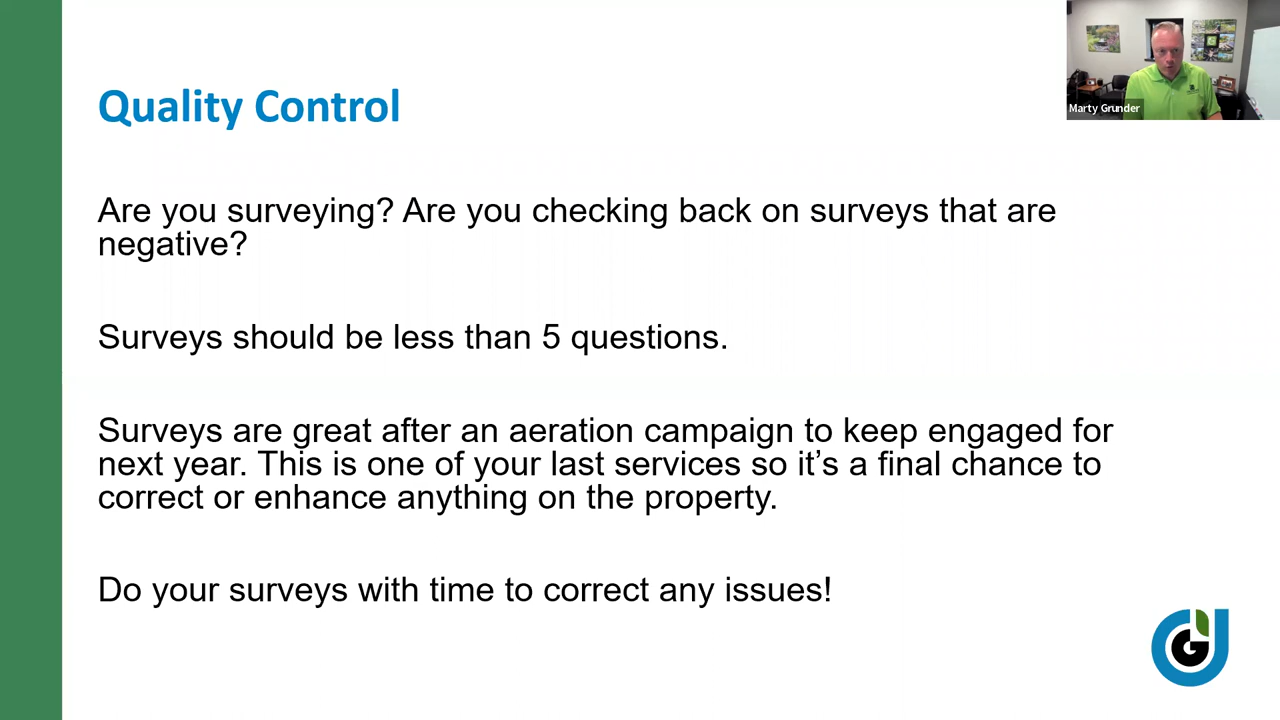 Quality Control
Marty Grunder
Are you surveying? Are you checking back on surveys that are
negative?
Surveys should be less than 5 questions.
Surveys are great after an aeration campaign to keep engaged for
next year. This is one of your last services so it’s a final chance to
correct or enhance anything on the property.
Do your surveys with time to correct any issues!
G